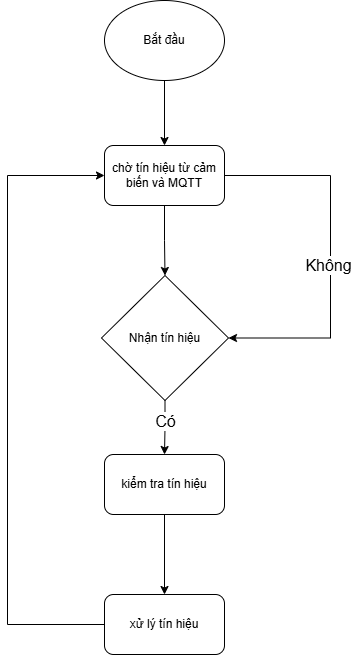 Bắt đầu
chờ tín hiệu từ cảm
biến và MQTT
Không
Nhận tín hiệu
Có
kiểm tra tín hiệu
xử lý tín hiệu